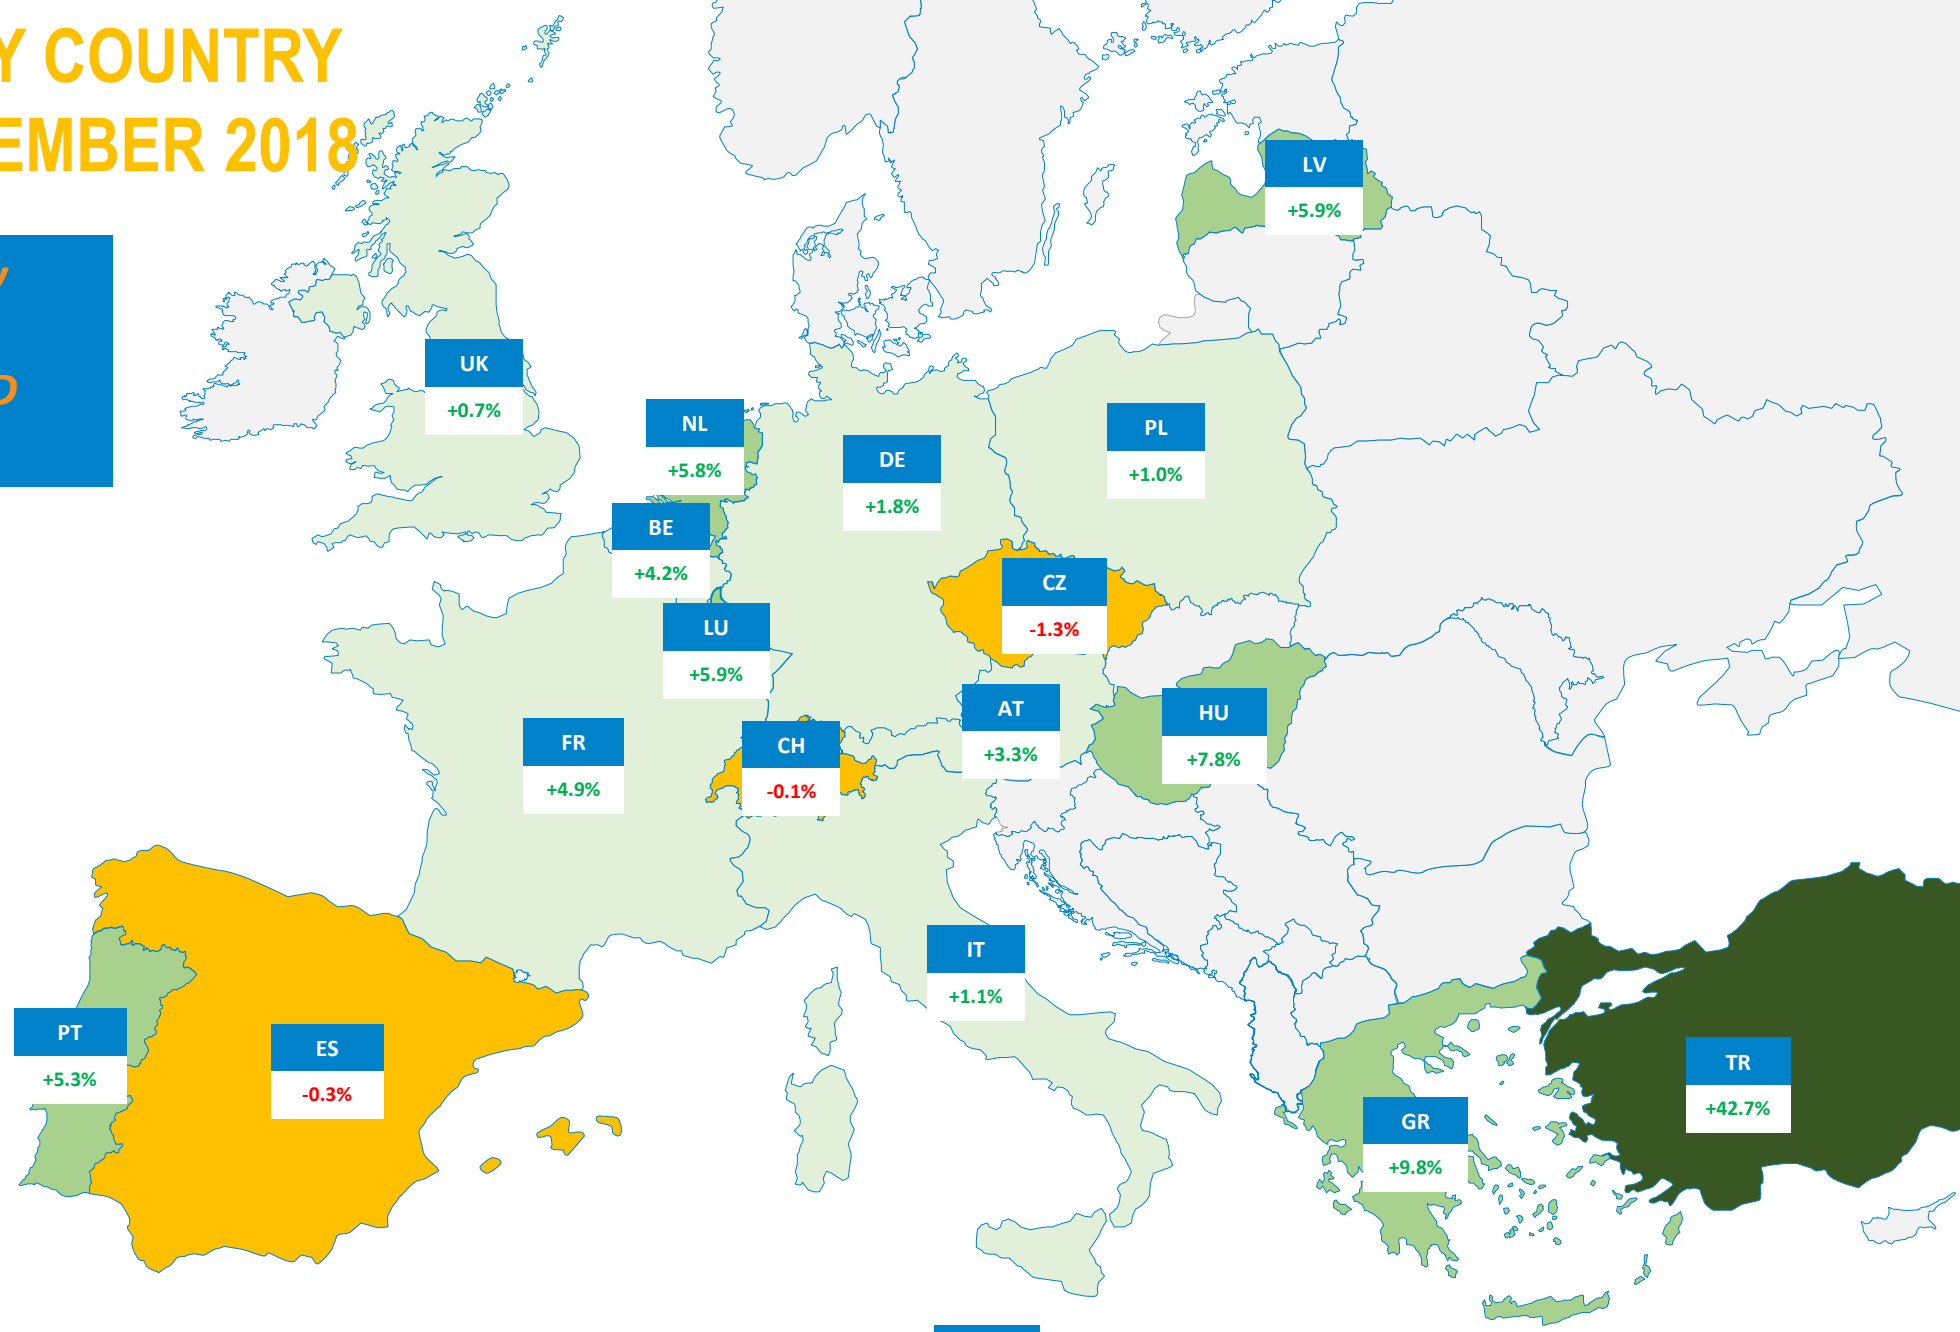 Y COUNTRY
EMBER 2018
LV
+5.9%
UK
+0.7%
NL
+5.8%
PL
+1.0%
DE
+1.8%
BE
+4.2%
CZ
-1.3%
LU
+5.9%
AT
+3.3%
HU
+7.8%
FR
+4.9%
CH
-0.1%
IT
+1.1%
PT
+5.3%
ES
-0.3%
TR
+42.7%
GR
+9.8%